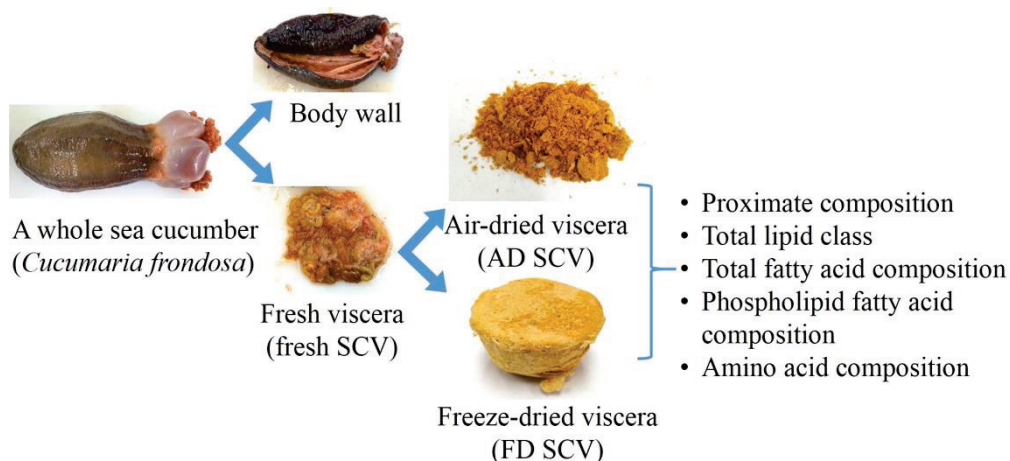 Body wall
A whole sea cucumber
(Cucumaria frondosa)
Fresh viscera
(fresh SCV)
Air-dried viscera
(AD SCV)
Freeze-dried viscera
(FD SCV)
• Proximate composition
• Total lipid class
• Total fatty acid composition
• Phospholipid fatty acid
composition
• Amino acid composition